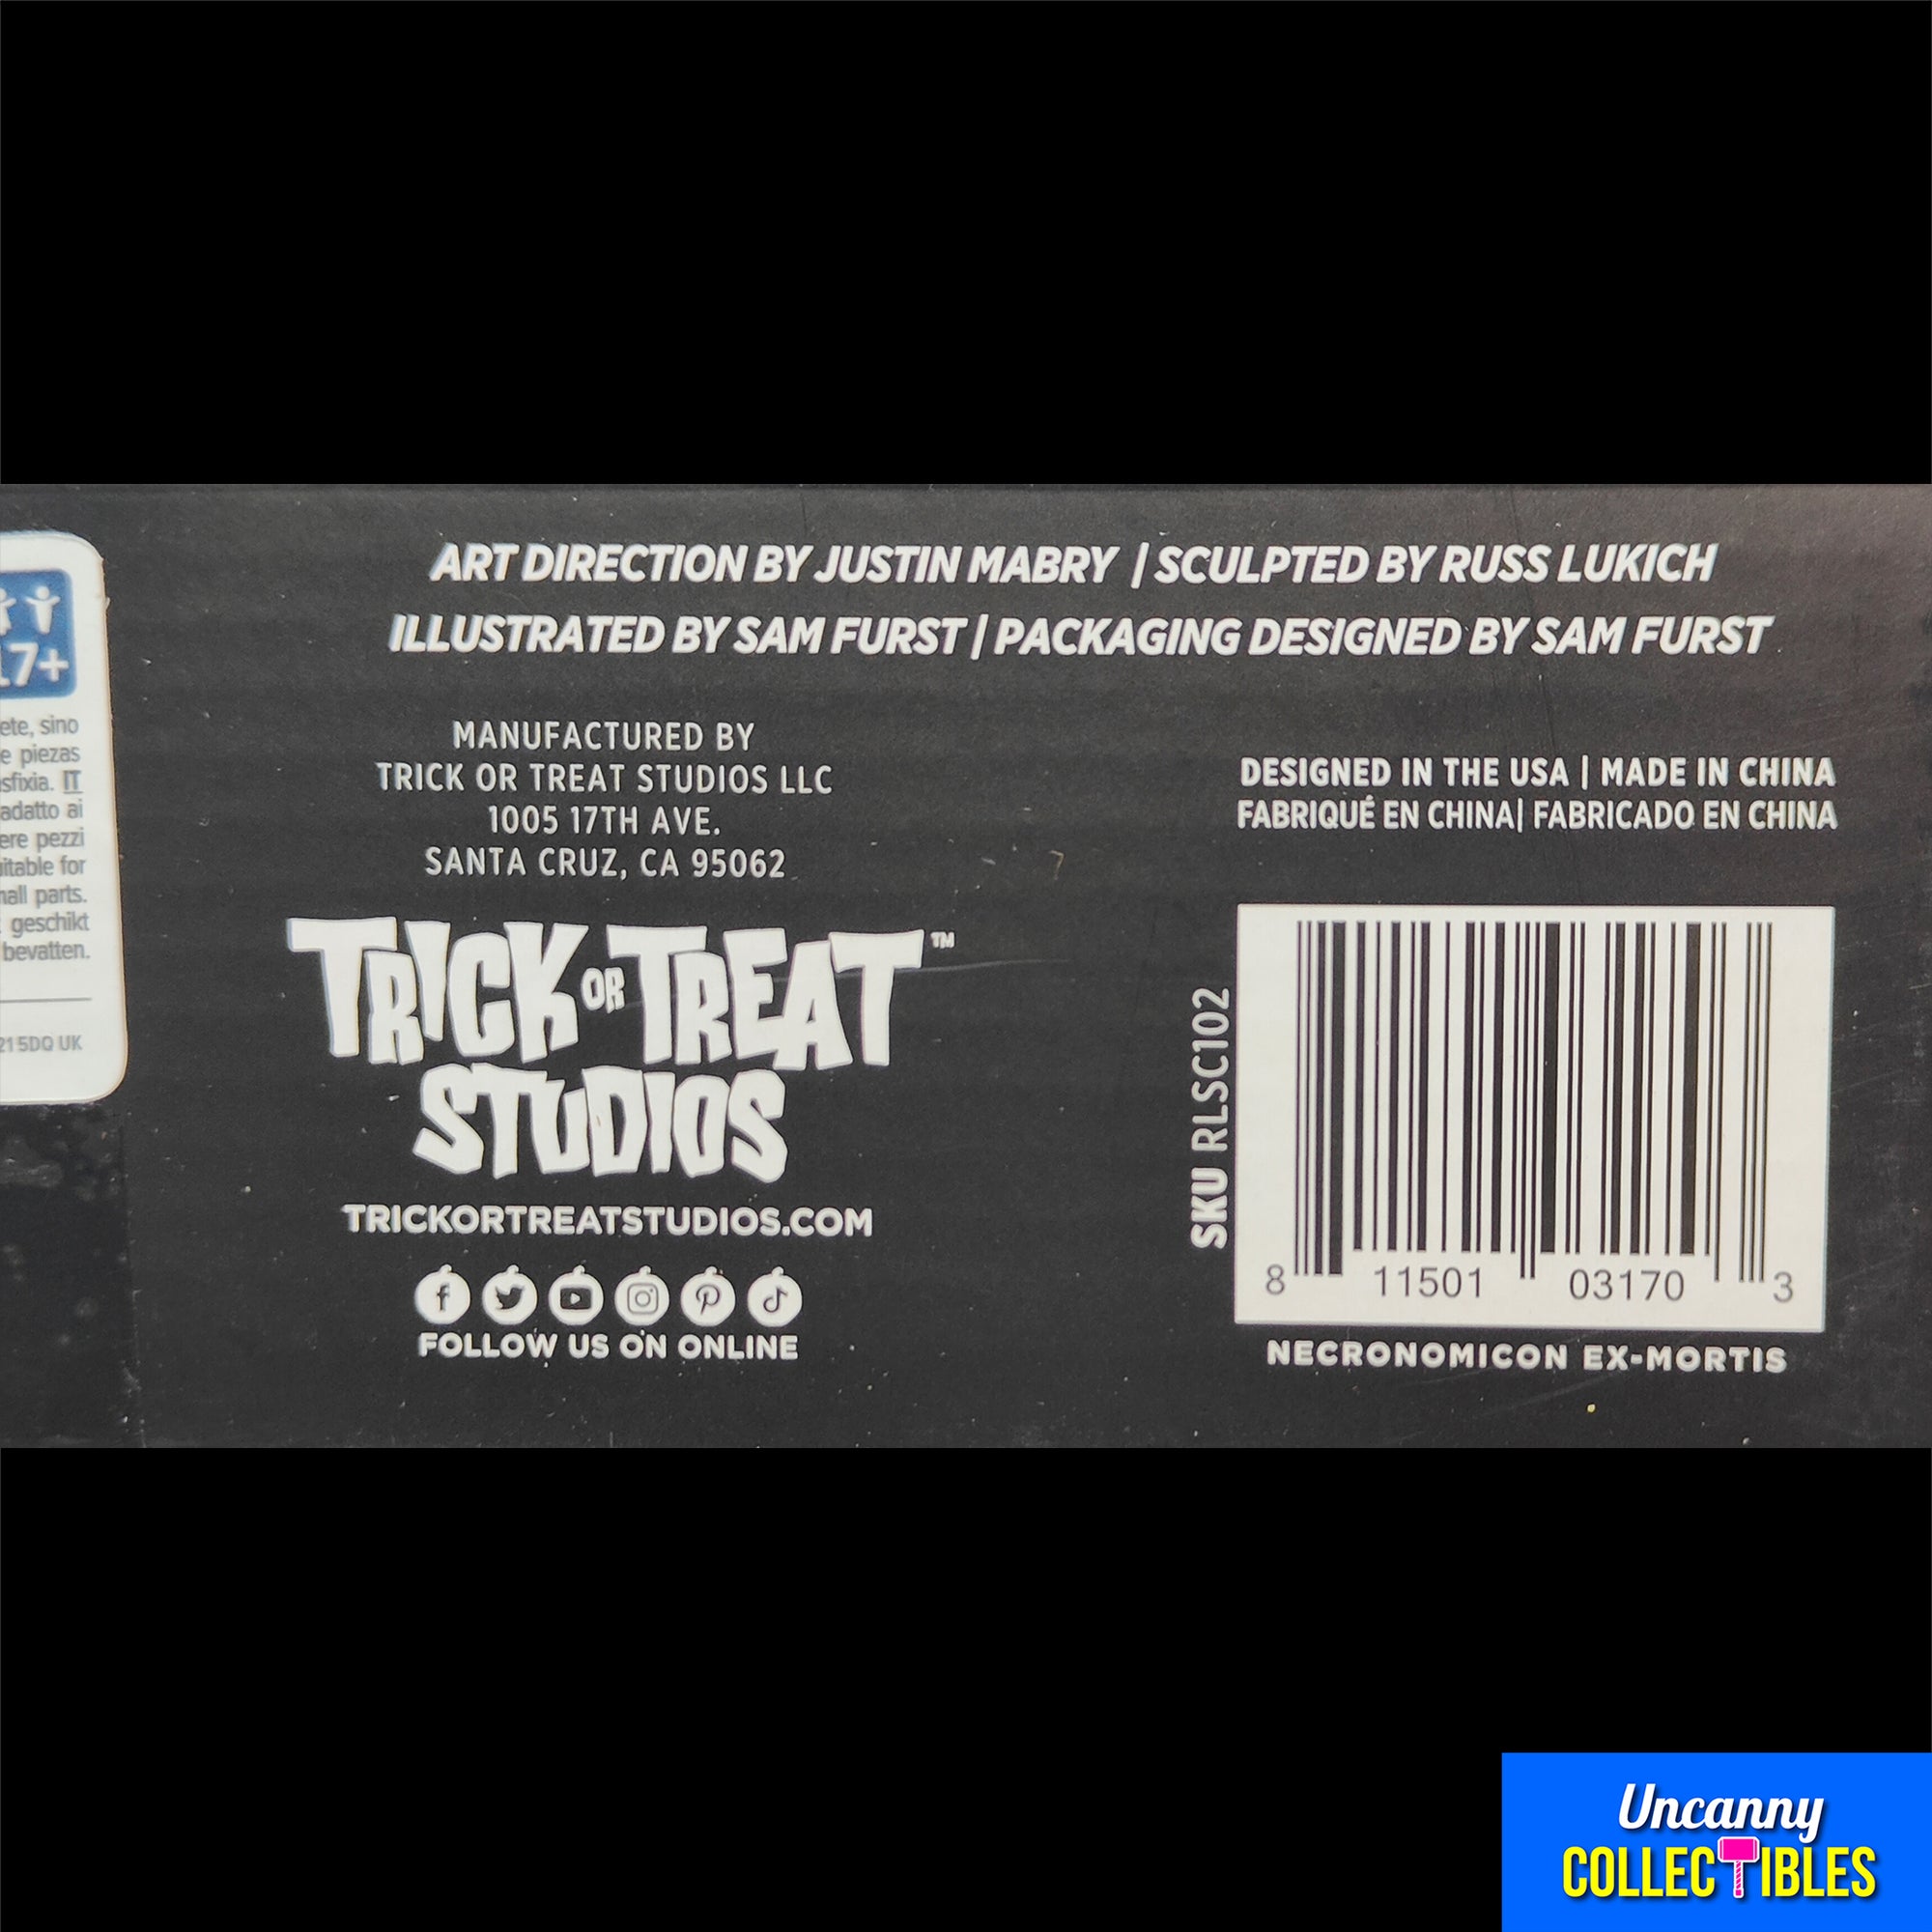 ART DIRECTION BY JUSTIN MABRY | SCULPTED BY RUSS LUKICH
ILLUSTRATED BY SAM FURST | PACKAGING DESIGNED BY SAM FURST
17+
ete, sino
e piezas
sfixia. IT
adatto ai
ere pezzi
uitable for
mall parts.
geschikt
bevatten.
21 5DQ UK
MANUFACTURED BY
TRICK OR TREAT STUDIOS LLC
1005 17TH AVE.
SANTA CRUZ, CA 95062
TRICK OR TREAT™
STUDIOS
TRICKORTREATSTUDIOS.COM
FOLLOW US ON ONLINE
DESIGNED IN THE USA | MADE IN CHINA
FABRIQUÉ EN CHINA| FABRICADO EN CHINA
SKU RLSC102
8 11501 03170 3
NECRONOMICON EX-MORTIS
Uncanny
COLLECTIBLES